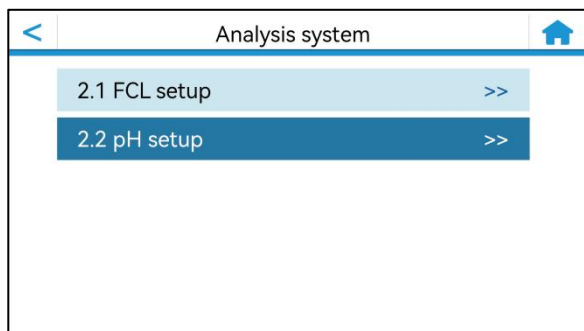 < Analysis system
2.1 FCL setup >>
2.2 pH setup >>